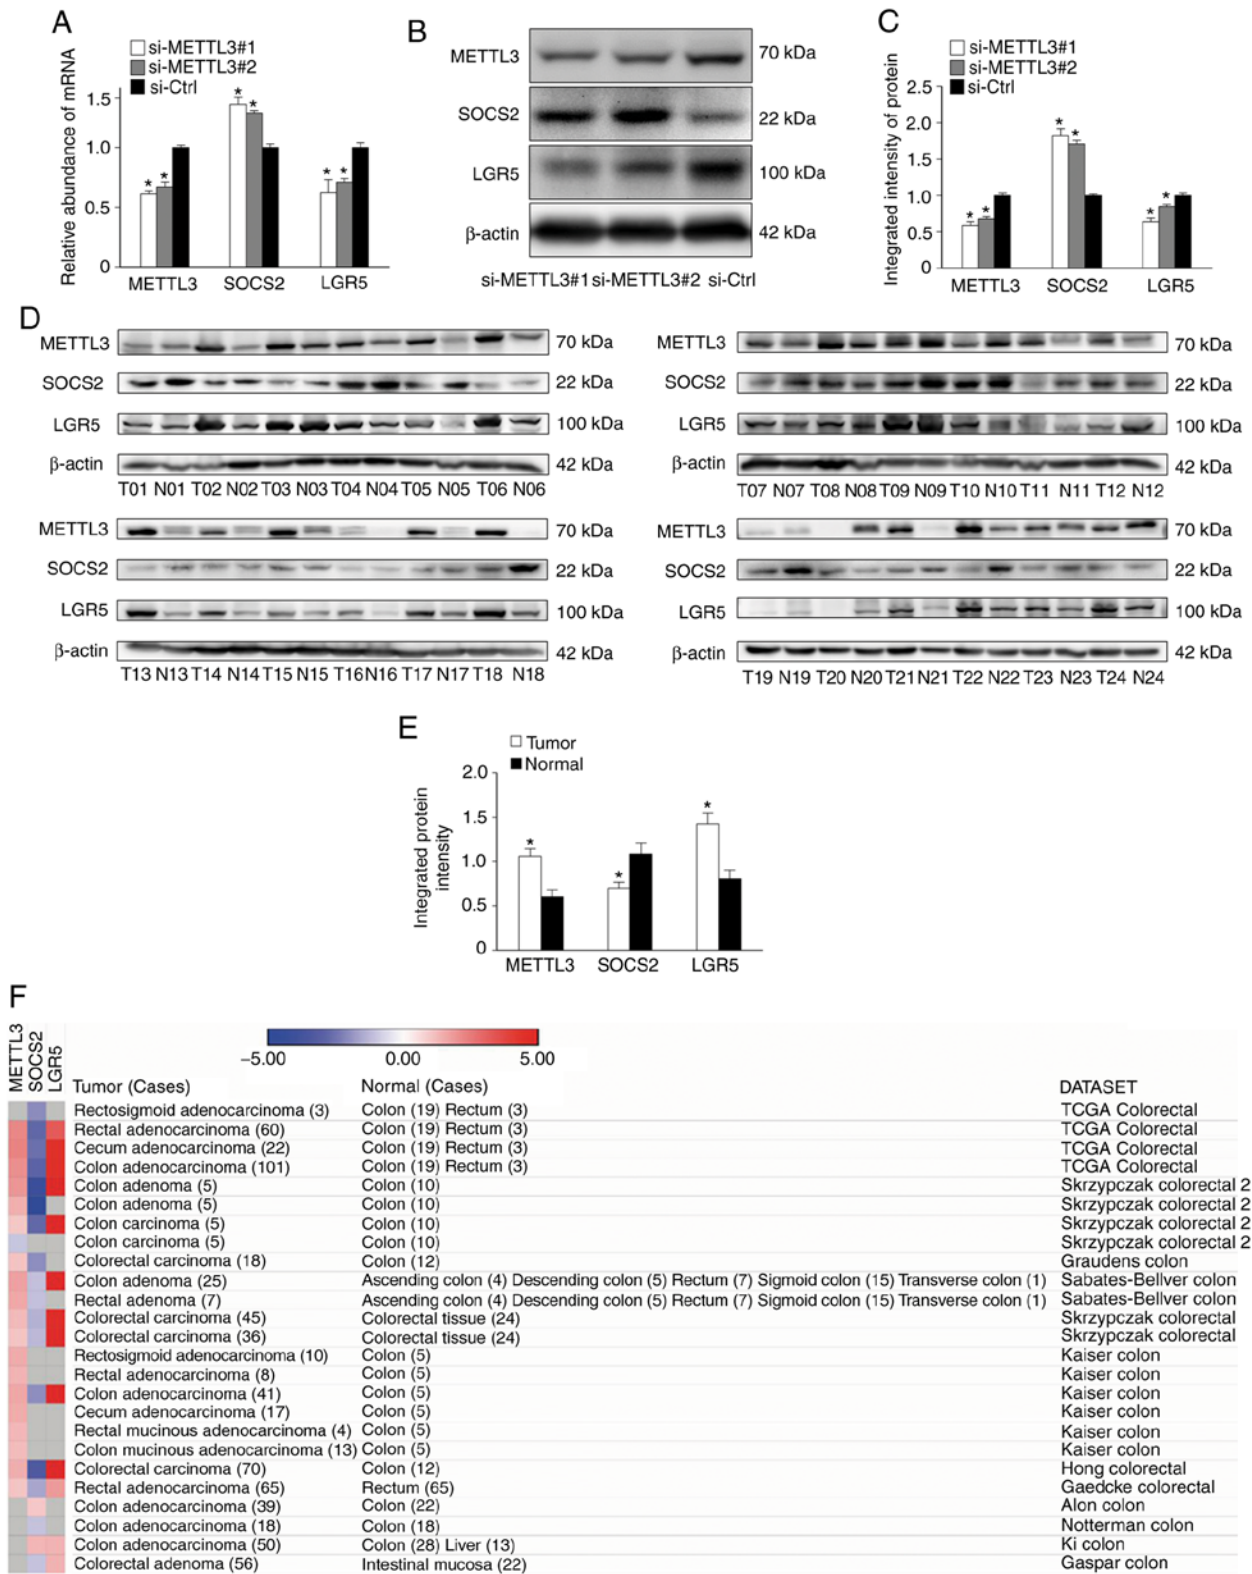 A
si-METTL3#1
si-METTL3#2
si-Ctrl
Relative abundance of mRNA
1.5
1.0
0.5
0
* * * * * *
METTL3 SOCS2 LGR5
B
METTL3 70 kDa
SOCS2 22 kDa
LGR5 100 kDa
β-actin 42 kDa
si-METTL3#1 si-METTL3#2 si-Ctrl
C
si-METTL3#1
si-METTL3#2
si-Ctrl
Integrated intensity of protein
2.5
2.0
1.5
1.0
0.5
0
* * * * * *
METTL3 SOCS2 LGR5
D
METTL3 70 kDa
SOCS2 22 kDa
LGR5 100 kDa
β-actin 42 kDa
T01 N01 T02 N02 T03 N03 T04 N04 T05 N05 T06 N06
METTL3 70 kDa
SOCS2 22 kDa
LGR5 100 kDa
β-actin 42 kDa
T07 N07 T08 N08 T09 N09 T10 N10 T11 N11 T12 N12
METTL3 70 kDa
SOCS2 22 kDa
LGR5 100 kDa
β-actin 42 kDa
T13 N13 T14 N14 T15 N15 T16 N16 T17 N17 T18 N18
METTL3 70 kDa
SOCS2 22 kDa
LGR5 100 kDa
β-actin 42 kDa
T19 N19 T20 N20 T21 N21 T22 N22 T23 N23 T24 N24
E
Tumor
Normal
Integrated protein
intensity
2.0
1.5
1.0
0.5
0
* * *
METTL3 SOCS2 LGR5
F
METTL3
SOCS2
LGR5
−5.00 0.00 5.00
Tumor (Cases) Normal (Cases) DATASET
Rectosigmoid adenocarcinoma (3) Colon (19) Rectum (3) TCGA Colorectal
Rectal adenocarcinoma (60) Colon (19) Rectum (3) TCGA Colorectal
Cecum adenocarcinoma (22) Colon (19) Rectum (3) TCGA Colorectal
Colon adenocarcinoma (101) Colon (19) Rectum (3) TCGA Colorectal
Colon adenoma (5) Colon (10) Skrzypczak colorectal 2
Colon adenoma (5) Colon (10) Skrzypczak colorectal 2
Colon carcinoma (5) Colon (10) Skrzypczak colorectal 2
Colon carcinoma (5) Colon (10) Skrzypczak colorectal 2
Colorectal carcinoma (18) Colon (12) Graudens colon
Colon adenoma (25) Ascending colon (4) Descending colon (5) Rectum (7) Sigmoid colon (15) Transverse colon (1) Sabates-Bellver colon
Rectal adenoma (7) Ascending colon (4) Descending colon (5) Rectum (7) Sigmoid colon (15) Transverse colon (1) Sabates-Bellver colon
Colorectal carcinoma (45) Colorectal tissue (24) Skrzypczak colorectal
Colorectal carcinoma (36) Colorectal tissue (24) Skrzypczak colorectal
Rectosigmoid adenocarcinoma (10) Colon (5) Kaiser colon
Rectal adenocarcinoma (8) Colon (5) Kaiser colon
Colon adenocarcinoma (41) Colon (5) Kaiser colon
Cecum adenocarcinoma (17) Colon (5) Kaiser colon
Rectal mucinous adenocarcinoma (4) Colon (5) Kaiser colon
Colon mucinous adenocarcinoma (13) Colon (5) Kaiser colon
Colorectal carcinoma (70) Colon (12) Hong colorectal
Rectal adenocarcinoma (65) Rectum (65) Gaedcke colorectal
Colon adenocarcinoma (39) Colon (22) Alon colon
Colon adenocarcinoma (18) Colon (18) Notterman colon
Colon adenocarcinoma (50) Colon (28) Liver (13) Ki colon
Colorectal adenoma (56) Intestinal mucosa (22) Gaspar colon